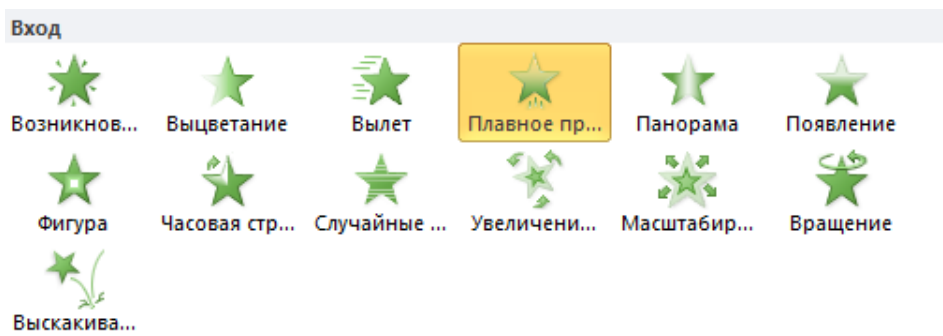 Вход
Возникнов... Выцветание Вылет Плавное пр... Панорама Появление
Фигура Часовая стр... Случайные ... Увеличени... Масштабир... Вращение
Выскакива...